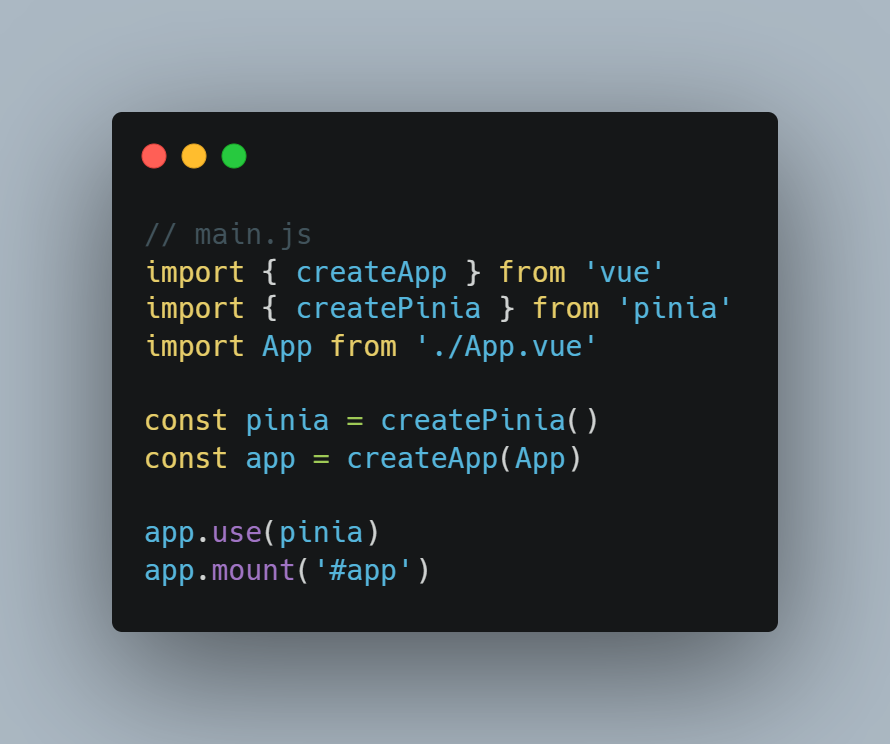 // main.js
import { createApp } from 'vue'
import { createPinia } from 'pinia'
import App from './App.vue'

const pinia = createPinia()
const app = createApp(App)

app.use(pinia)
app.mount('#app')